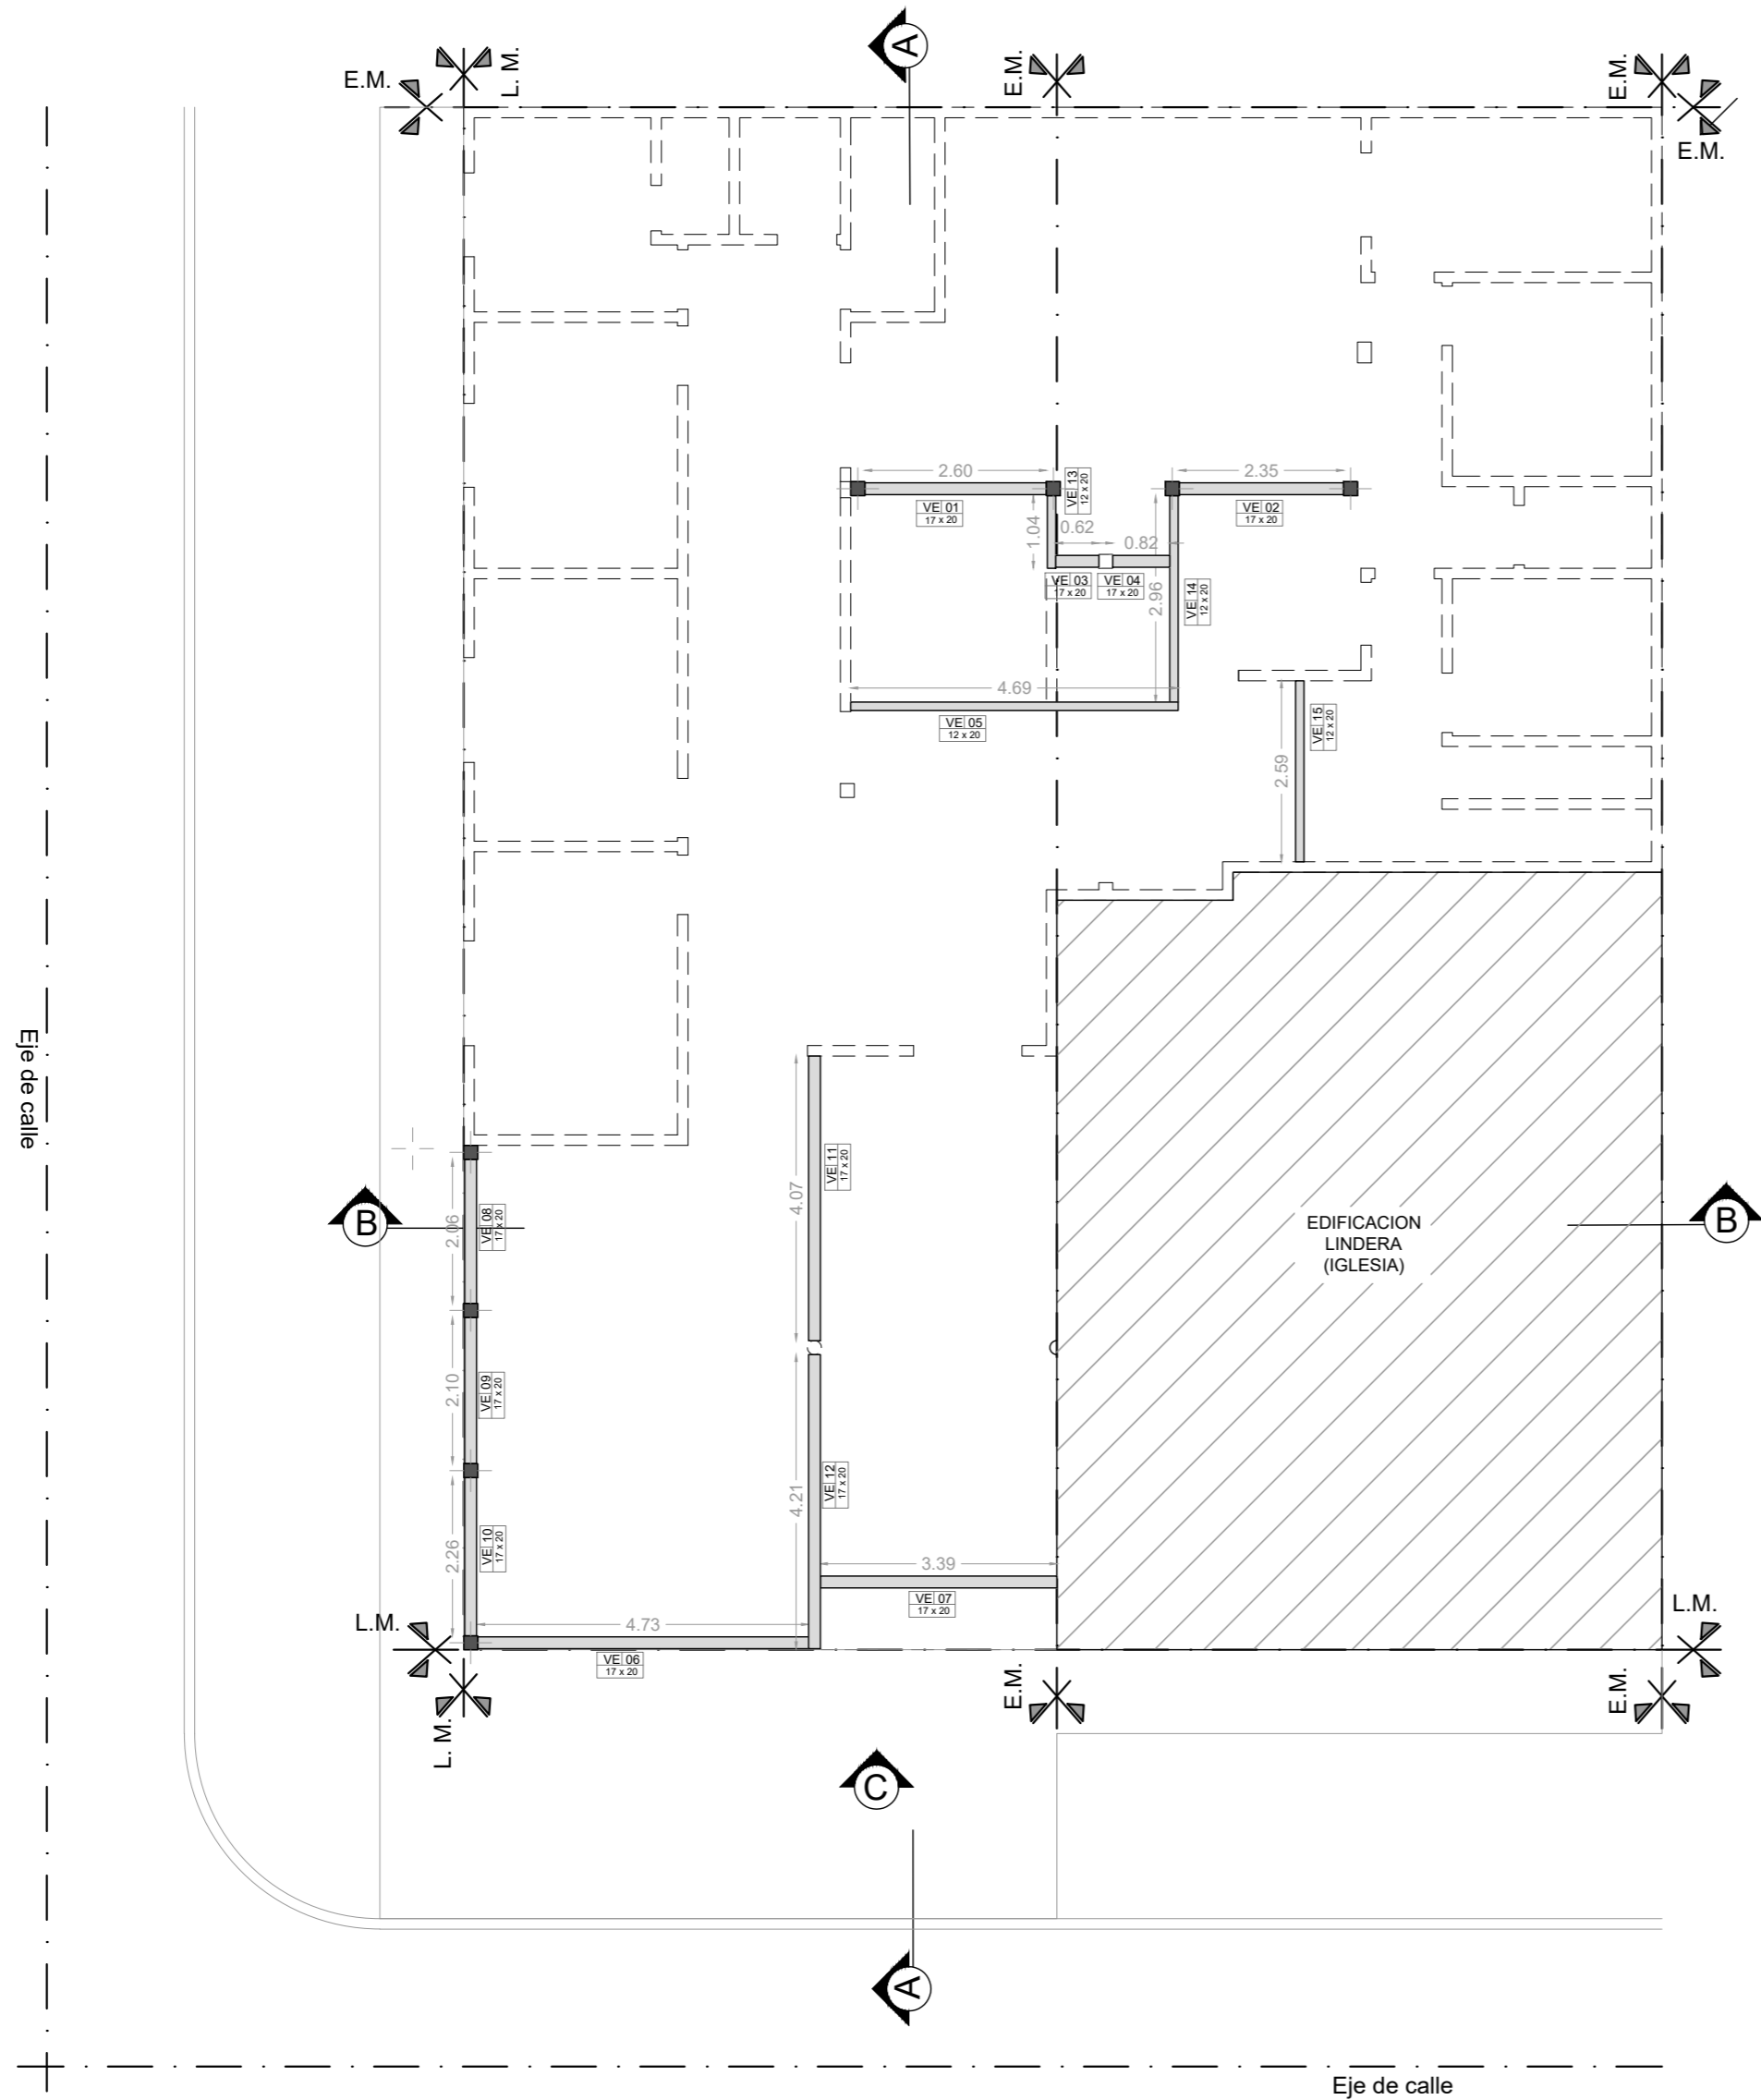 A
L. M.
E.M.
E.M.
E.M.
E.M.
2.60
2.35
VE 13
12 x 20
VE 01
17 x 20
VE 02
17 x 20
1.04
0.62
0.82
VE 03
17 x 20
VE 04
17 x 20
2.96
VE 14
12 x 20
4.69
VE 05
12 x 20
VE 15
12 x 20
2.59
Eje de calle
VE 11
17 x 20
4.07
B
2.06
VE 08
17 x 20
EDIFICACION
LINDERA
(IGLESIA)
B
2.10
VE 09
17 x 20
VE 12
17 x 20
4.21
2.26
VE 10
17 x 20
3.39
VE 07
17 x 20
L.M.
4.73
L.M.
VE 06
17 x 20
L. M.
E.M.
E.M.
C
A
Eje de calle